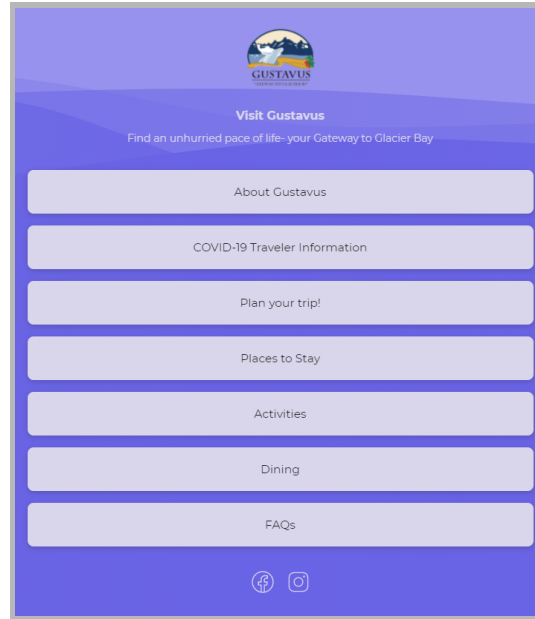 GUSTAVUS
Visit Gustavus
Find an unhurried pace of life- your Gateway to Glacier Bay
About Gustavus
COVID-19 Traveler Information
Plan your trip!
Places to Stay
Activities
Dining
FAQs